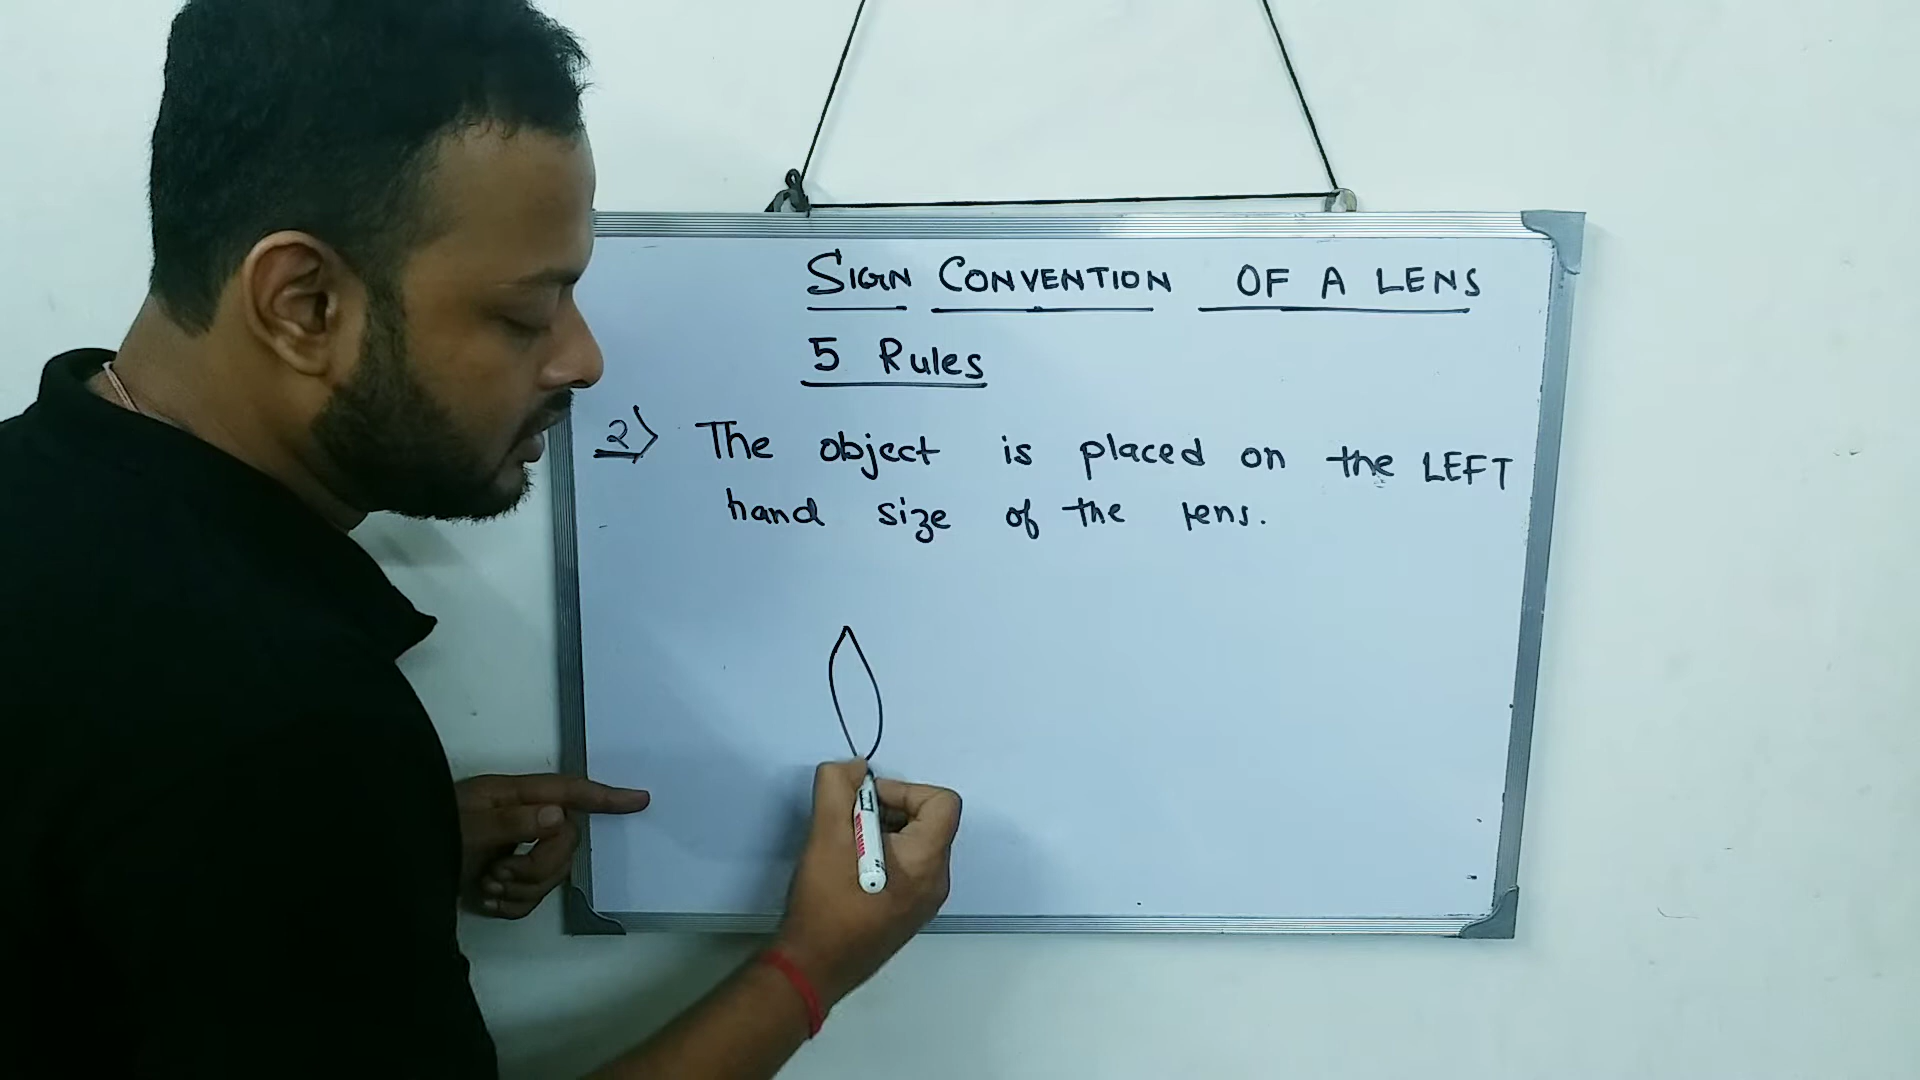 SIGN CONVENTION OF A LENS
5 Rules
2) The object is placed on the LEFT
hand size of the lens.